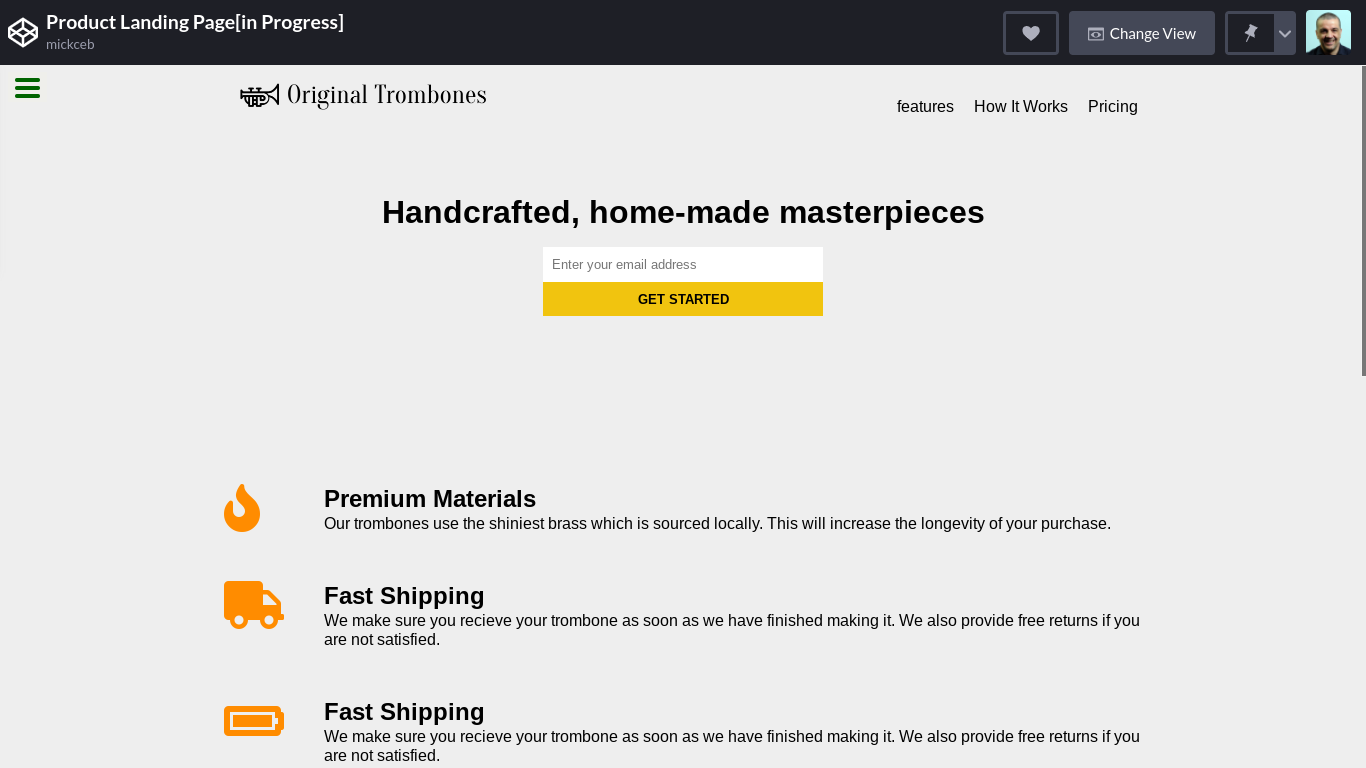 Product Landing Page[in Progress]
mickceb
Change View
Original Trombones
features How It Works Pricing
Handcrafted, home-made masterpieces
Enter your email address
GET STARTED
Premium Materials
Our trombones use the shiniest brass which is sourced locally. This will increase the longevity of your purchase.
Fast Shipping
We make sure you recieve your trombone as soon as we have finished making it. We also provide free returns if you
are not satisfied.
Fast Shipping
We make sure you recieve your trombone as soon as we have finished making it. We also provide free returns if you
are not satisfied.